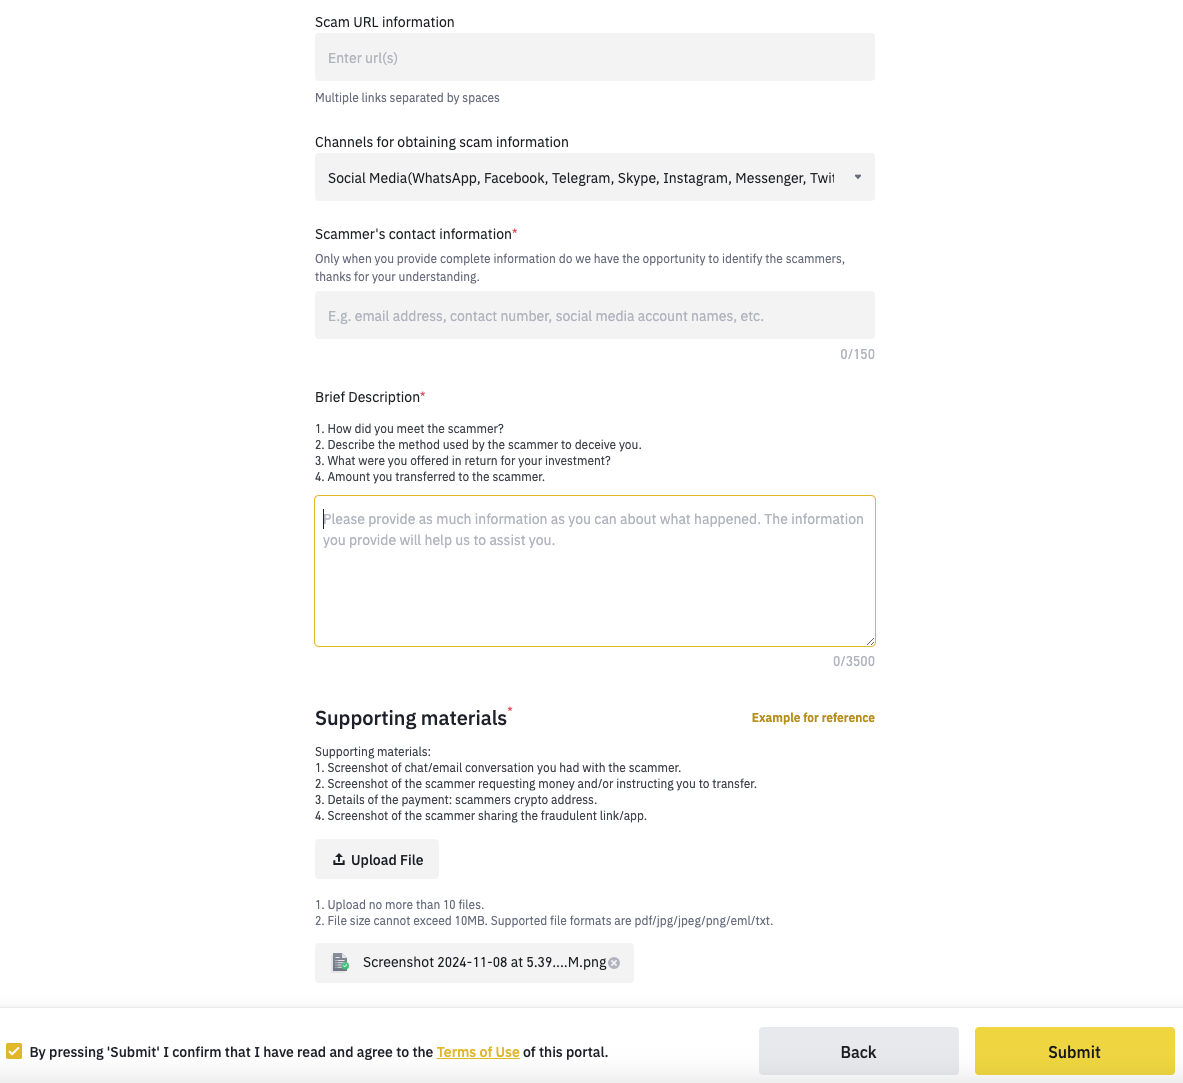 Scam URL information
Enter url(s)
Multiple links separated by spaces
Channels for obtaining scam information
Social Media(WhatsApp, Facebook, Telegram, Skype, Instagram, Messenger, Twit
Scammer's contact information*
Only when you provide complete information do we have the opportunity to identify the scammers,
thanks for your understanding.
E.g. email address, contact number, social media account names, etc.
0/150
Brief Description*
1. How did you meet the scammer?
2. Describe the method used by the scammer to deceive you.
3. What were you offered in return for your investment?
4. Amount you transferred to the scammer.
Please provide as much information as you can about what happened. The information
you provide will help us to assist you.
0/3500
Supporting materials*
Example for reference
Supporting materials:
1. Screenshot of chat/email conversation you had with the scammer.
2. Screenshot of the scammer requesting money and/or instructing you to transfer.
3. Details of the payment: scammers crypto address.
4. Screenshot of the scammer sharing the fraudulent link/app.
Upload File
1. Upload no more than 10 files.
2. File size cannot exceed 10MB. Supported file formats are pdf/jpg/jpeg/png/eml/txt.
Screenshot 2024-11-08 at 5.39....M.png
By pressing 'Submit' I confirm that I have read and agree to the Terms of Use of this portal.
Back
Submit